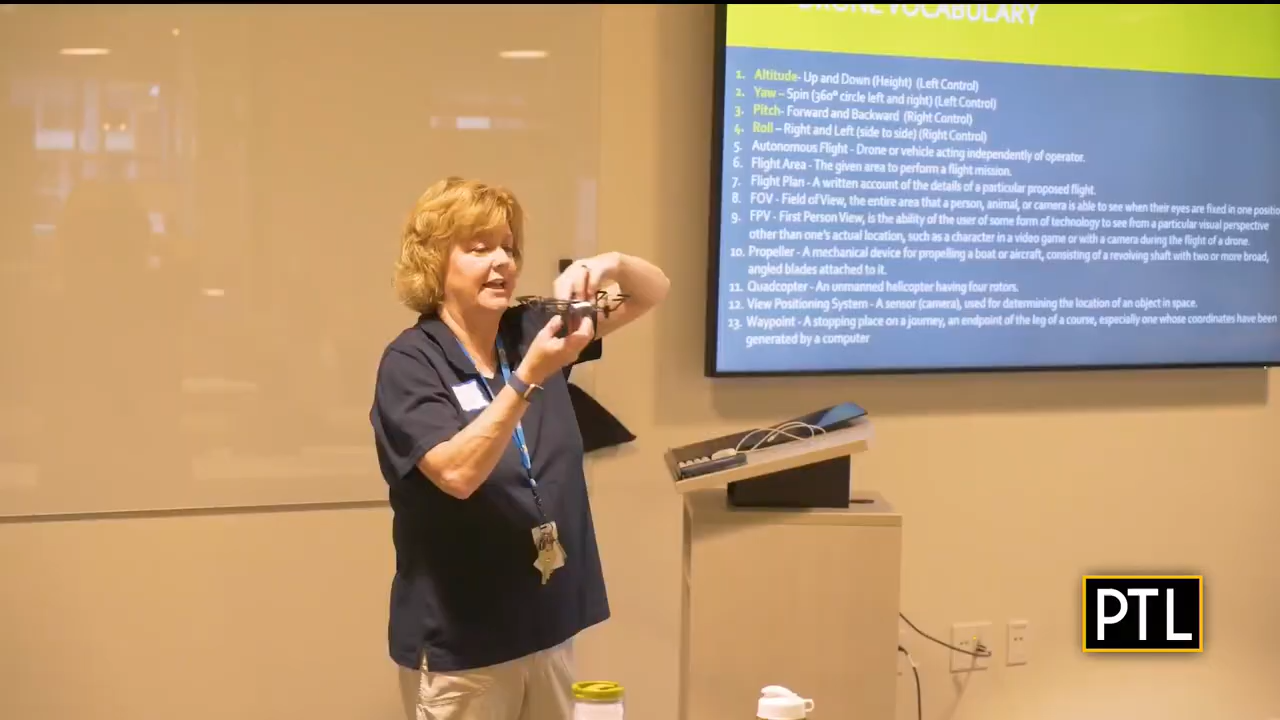 DRONE VOCABULARY
1. Altitude- Up and Down (Height) (Left Control)
2. Yaw – Spin (360° circle left and right) (Left Control)
3. Pitch- Forward and Backward (Right Control)
4. Roll – Right and Left (side to side) (Right Control)
5. Autonomous Flight - Drone or vehicle acting independently of operator.
6. Flight Area - The given area to perform a flight mission.
7. Flight Plan - A written account of the details of a particular proposed flight.
8. FOV - Field of View, the entire area that a person, animal, or camera is able to see when their eyes are fixed in one positio
9. FPV - First Person View, is the ability of the user of some form of technology to see from a particular visual perspective
other than one's actual location, such as a character in a video game or with a camera during the flight of a drone.
10. Propeller - A mechanical device for propelling a boat or aircraft, consisting of a revolving shaft with two or more broad,
angled blades attached to it.
11. Quadcopter - An unmanned helicopter having four rotors.
12. View Positioning System - A sensor (camera), used for determining the location of an object in space.
13. Waypoint - A stopping place on a journey, an endpoint of the leg of a course, especially one whose coordinates have been
generated by a computer
PTL